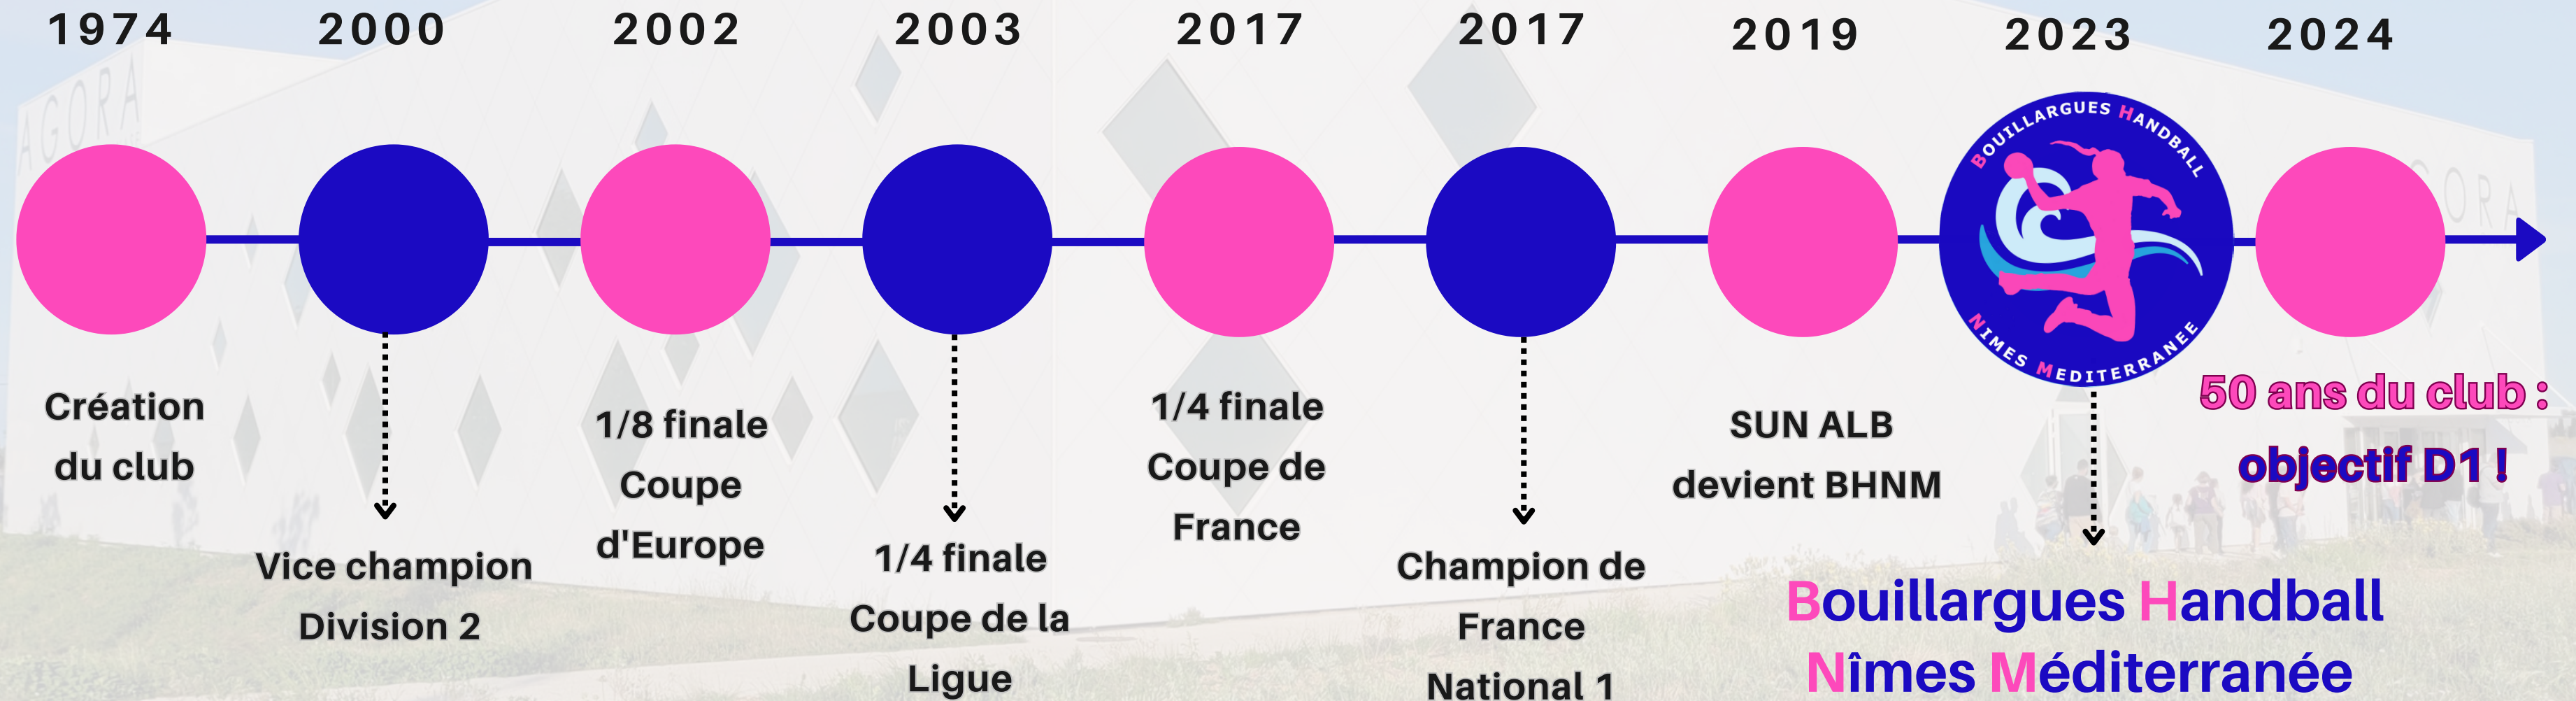 1974
2000
2002
2003
2017
2017
2019
2023
2024
AGORA
BOUILLARGUES HANDBALL
NIMES MEDITERRANEE
ORA
Création
du club
Vice champion
Division 2
1/8 finale
Coupe
d'Europe
1/4 finale
Coupe de la
Ligue
1/4 finale
Coupe de
France
Champion de
France
National 1
SUN ALB
devient BHNM
Bouillargues Handball
Nîmes Méditerranée
50 ans du club :
objectif D1 !